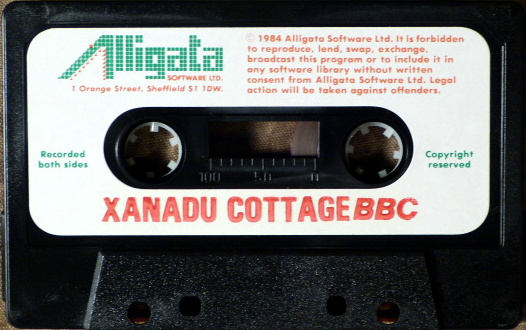 Alligata
SOFTWARE LTD.
1 Orange Street, Sheffield S1 1DW.
© 1984 Alligata Software Ltd. It is forbidden
to reproduce, lend, swap, exchange,
broadcast this program or to include it in
any software library without written
consent from Alligata Software Ltd. Legal
action will be taken against offenders.
Recorded
both sides
Copyright
reserved
100 50 0
XANADU COTTAGE BBC